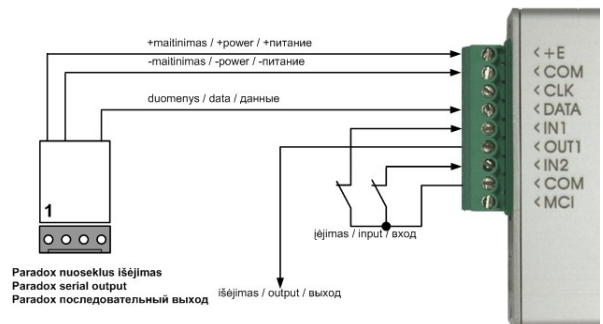 +maitinimas / +power / +питание
-maitinimas / -power / -питание
duomenys / data / данные
< +E
< COM
< CLK
< DATA
< IN1
< OUT1
< IN2
< COM
< MCI
1
įėjimas / input / вход
Paradox nuoseklus išėjimas
Paradox serial output
Paradox последовательный выход
išėjimas / output / выход